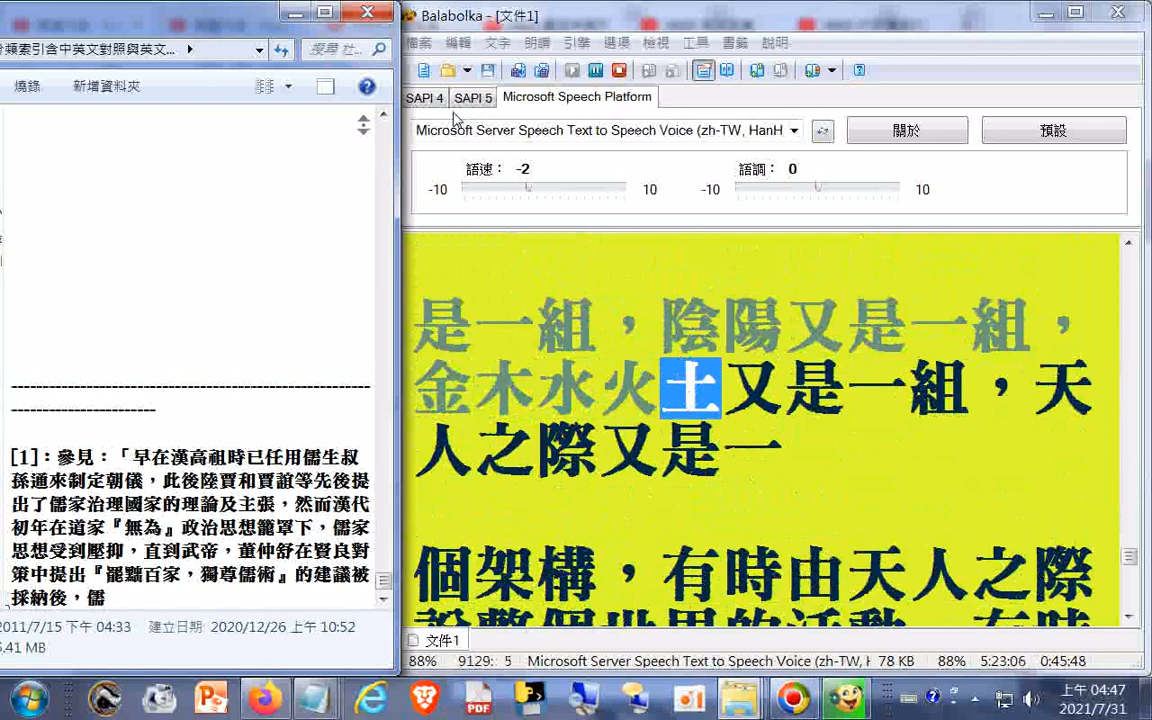 Balabolka - [文件1]
分類索引含中英文對照與英文...
搜尋 杜...
檔案 編輯 文字 朗讀 引擎 選項 檢視 工具 書籤 說明
燒錄 新增資料夾
SAPI 4 SAPI 5 Microsoft Speech Platform
Microsoft Server Speech Text to Speech Voice (zh-TW, HanH
關於 預設
語速: -2 語調: 0
-10 10 -10 10
是一組，陰陽又是一組，
金木水火土又是一組，天
人之際又是一
個架構，有時由天人之際
說整個世界的活動，有時
-------------------------------------------------------------
------------------------
[1]：參見：「早在漢高祖時已任用儒生叔
孫通來制定朝儀，此後陸賈和賈誼等先後提
出了儒家治理國家的理論及主張，然而漢代
初年在道家『無為』政治思想籠罩下，儒家
思想受到壓抑，直到武帝，董仲舒在賢良對
策中提出『罷黜百家，獨尊儒術』的建議被
採納後，儒
2011/7/15 下午 04:33 建立日期: 2020/12/26 上午 10:52
5.41 MB
文件1
88% 9129: 5 Microsoft Server Speech Text to Speech Voice (zh-TW, H 78 KB 88% 5:23:06 0:45:48
上午 04:47
2021/7/31